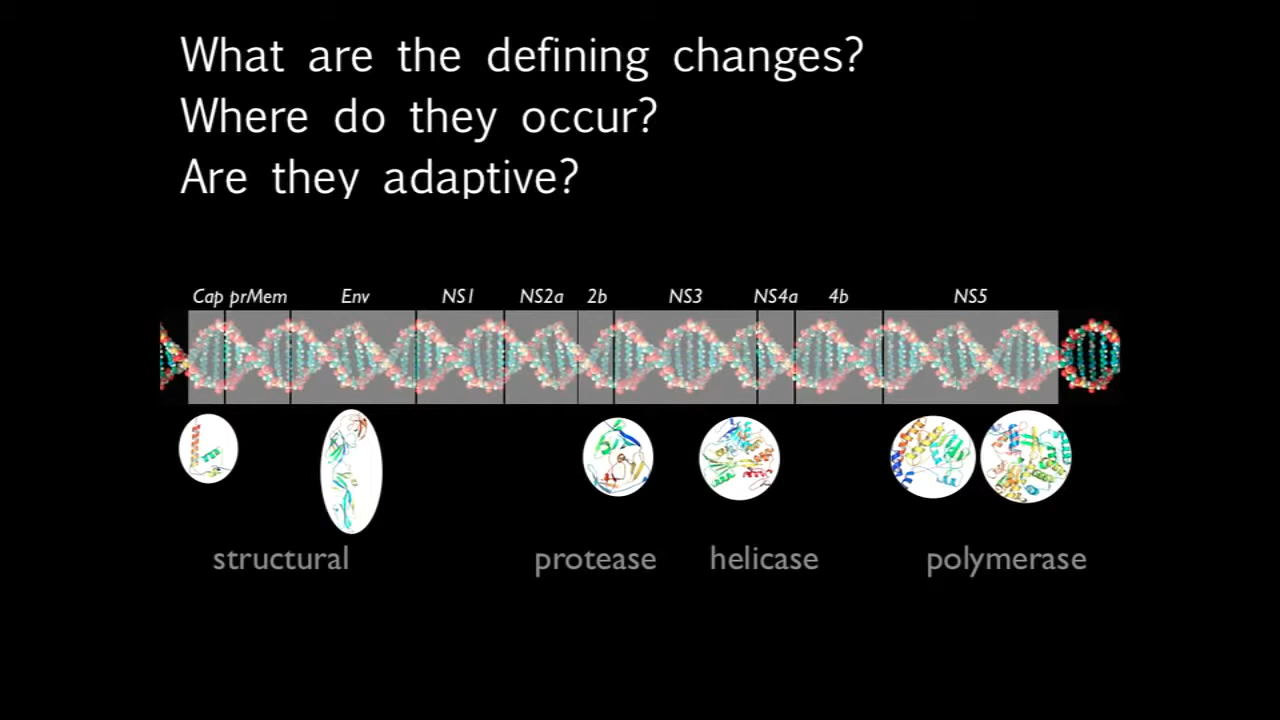 What are the defining changes?
Where do they occur?
Are they adaptive?
Cap prMem Env NS1 NS2a 2b NS3 NS4a 4b NS5
structural protease helicase polymerase